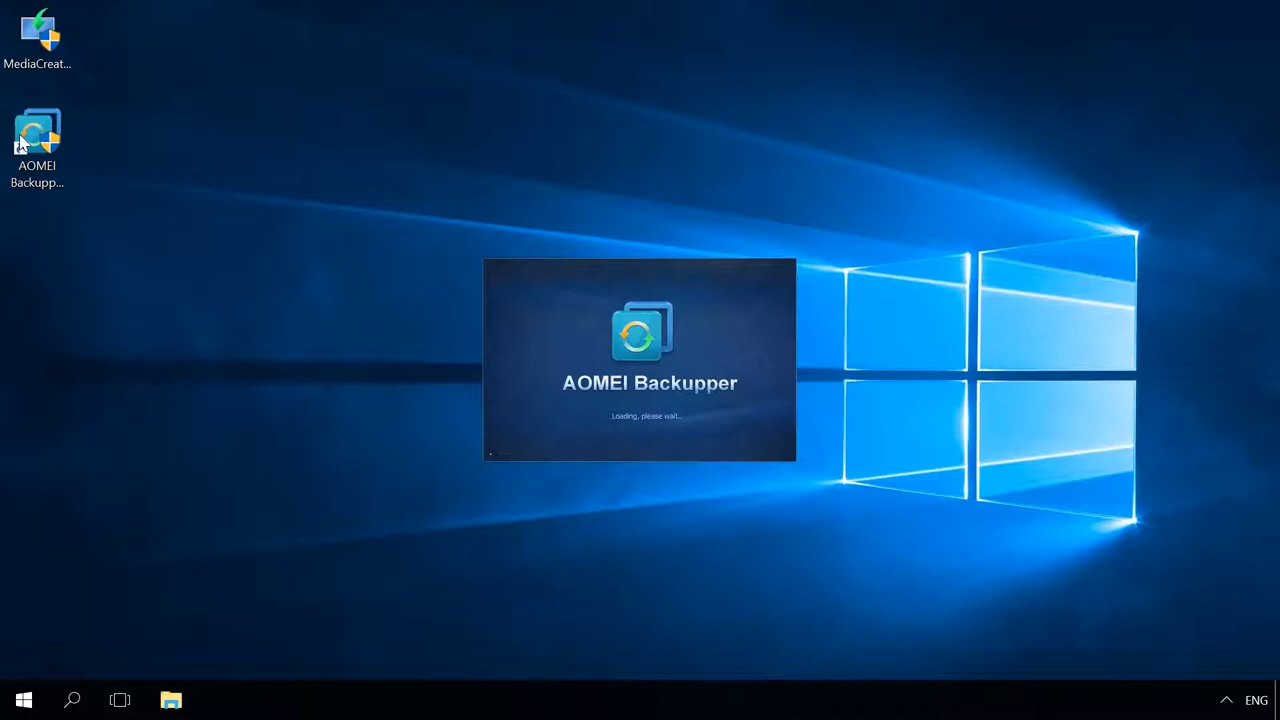 MediaCreat...
AOMEI
Backupp...
AOMEI Backupper
Loading, please wait...
ENG